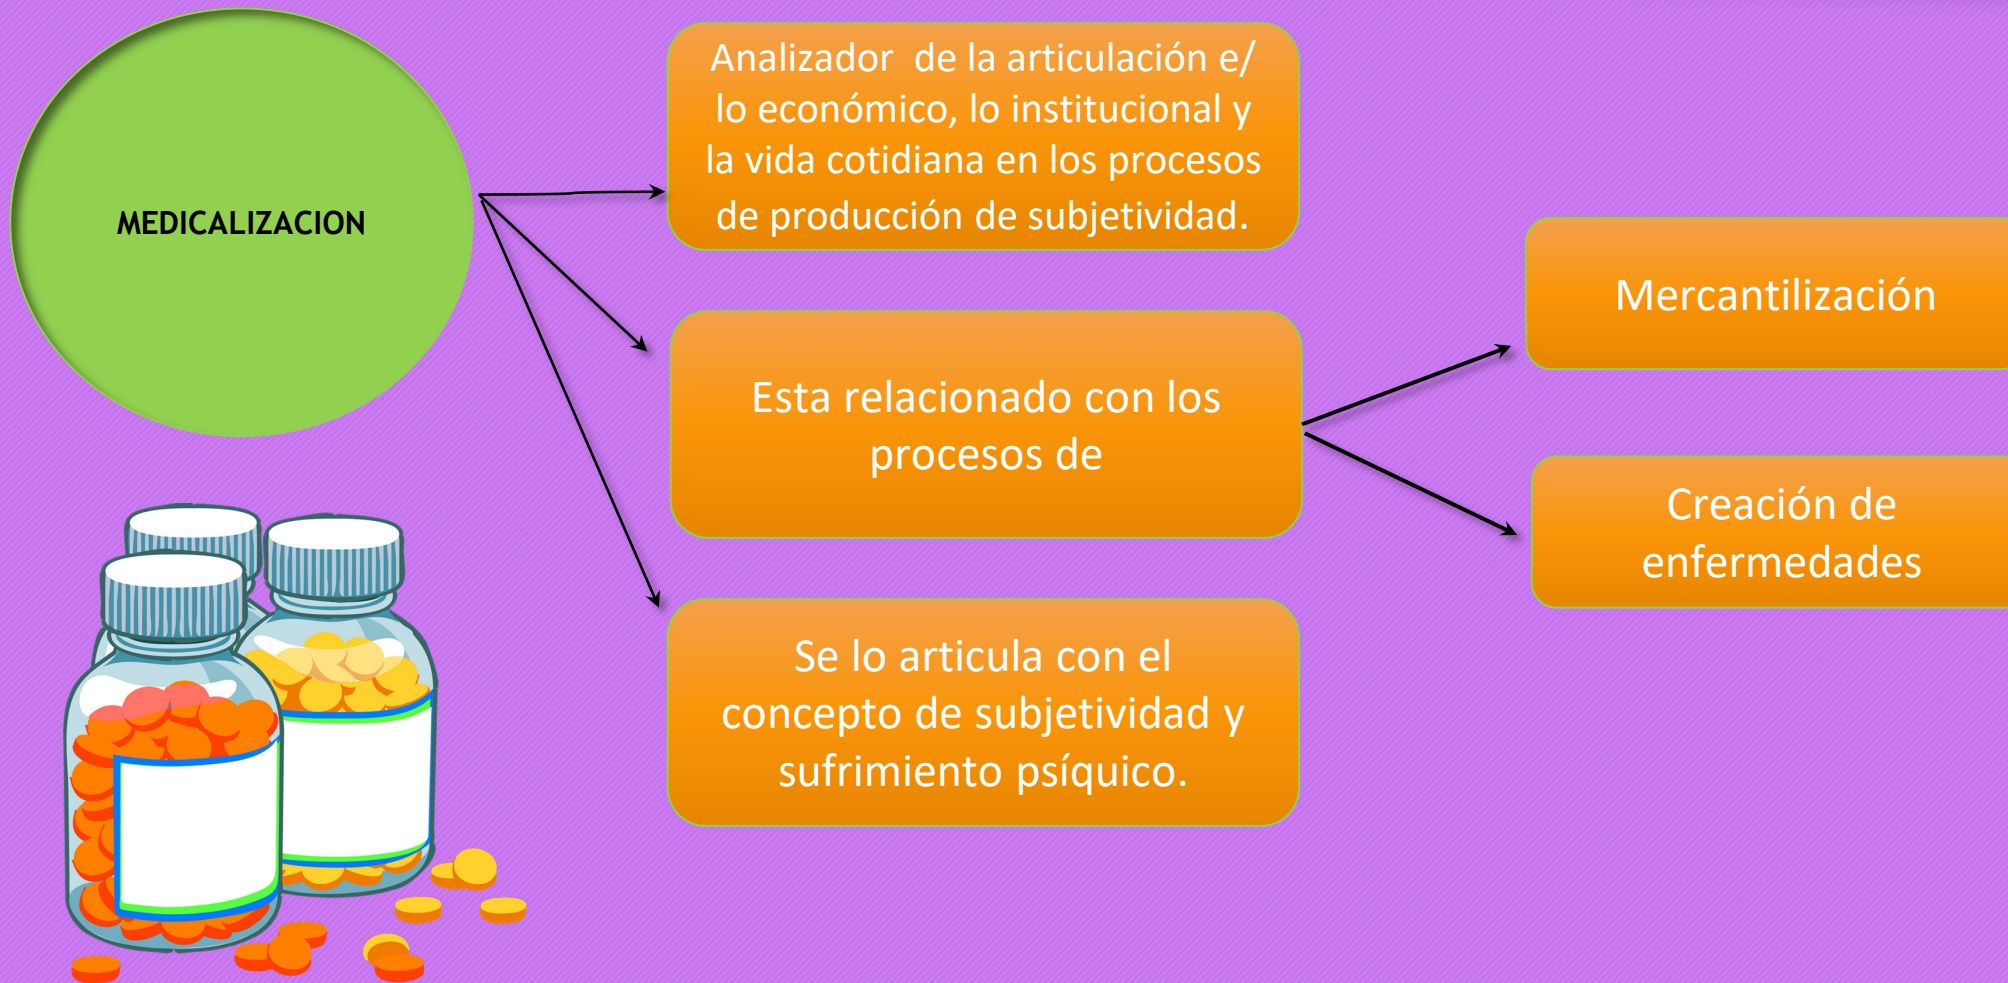 MEDICALIZACION
Analizador  de la articulación e/
lo económico, lo institucional y
la vida cotidiana en los procesos
de producción de subjetividad.
Esta relacionado con los
procesos de
Mercantilización
Creación de
enfermedades
Se lo articula con el
concepto de subjetividad y
sufrimiento psíquico.